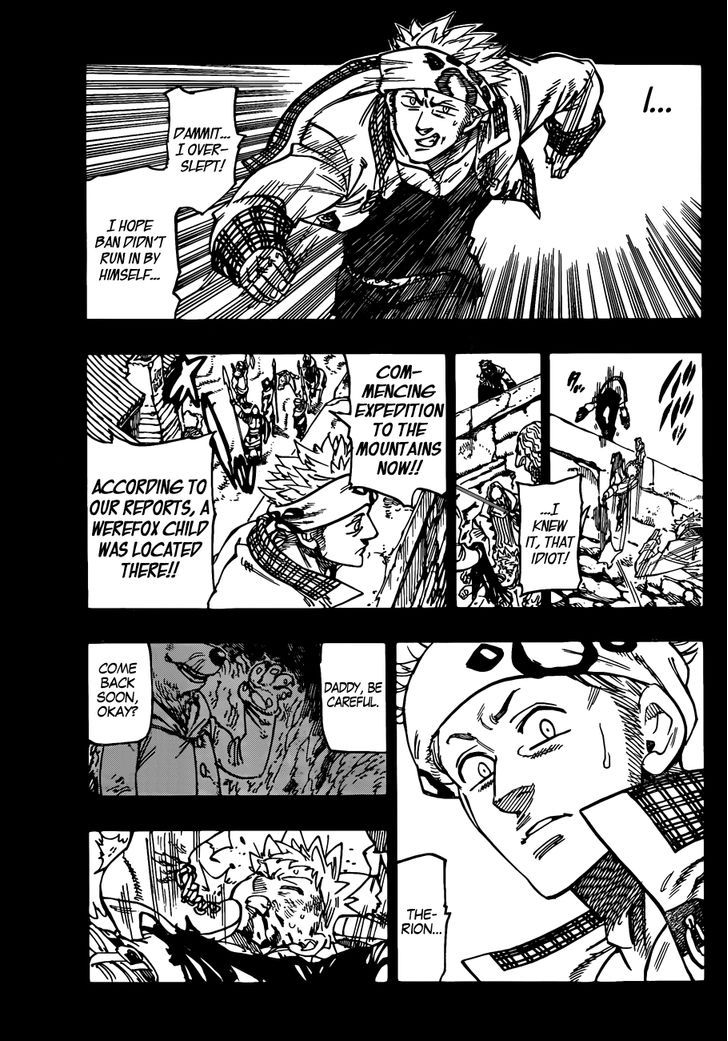 I...
DAMMIT...
I OVER-
SLEPT!
I HOPE
BAN DIDN'T
RUN IN BY
HIMSELF...
...I
KNEW
IT, THAT
IDIOT!
COM-
MENCING
EXPEDITION
TO THE
MOUNTAINS
NOW!!
ACCORDING TO
OUR REPORTS, A
WEREFOX CHILD
WAS LOCATED
THERE!!
DADDY, BE
CAREFUL.
COME
BACK
SOON,
OKAY?
THE-
RION...